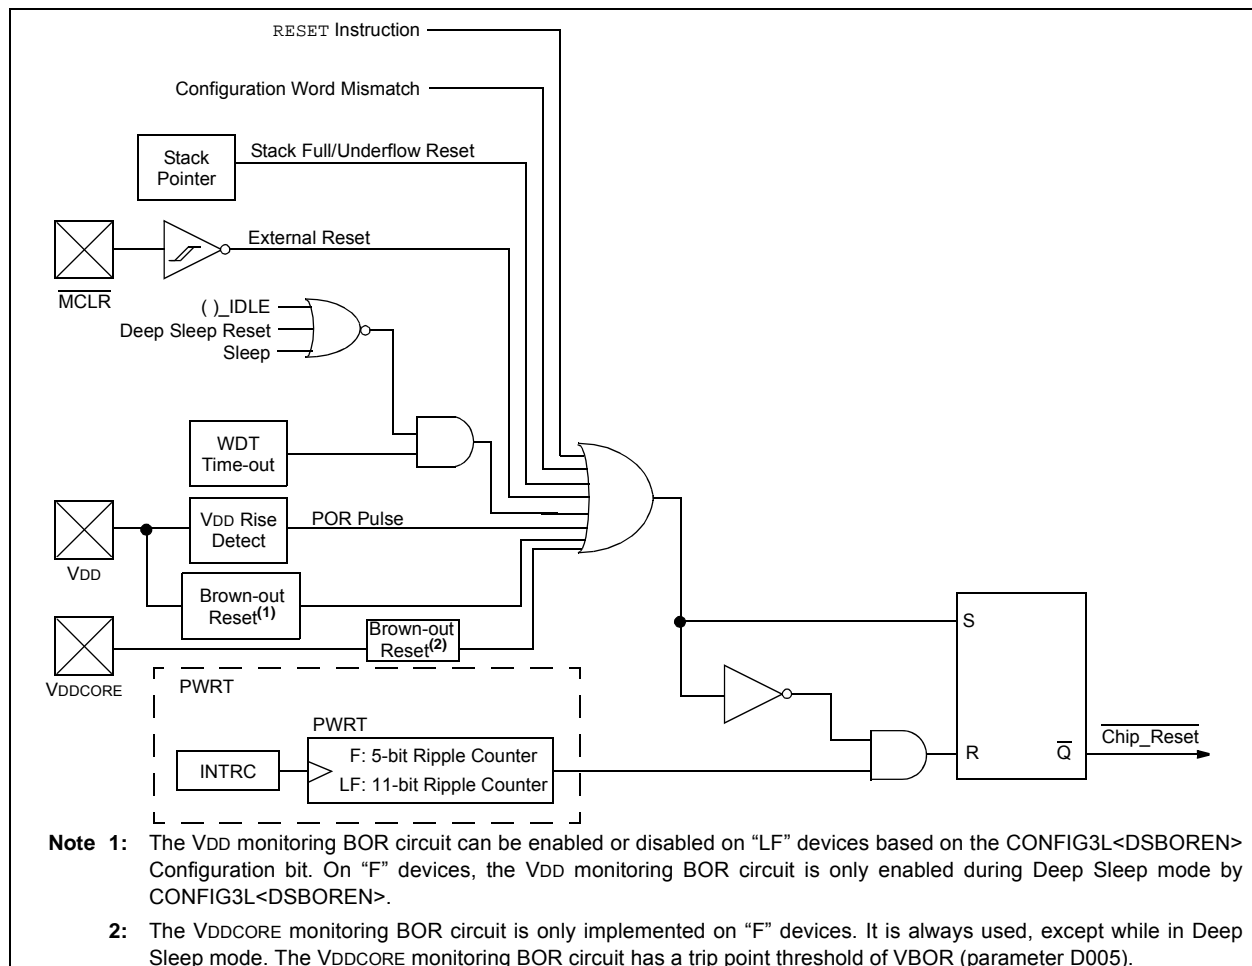 RESET Instruction
Configuration Word Mismatch
Stack
Pointer
Stack Full/Underflow Reset
External Reset
MCLR
( )_IDLE
Deep Sleep Reset
Sleep
WDT
Time-out
VDD Rise
Detect
POR Pulse
VDD
Brown-out
Reset(1)
Brown-out
Reset(2)
VDDCORE
PWRT
PWRT
INTRC
F: 5-bit Ripple Counter
LF: 11-bit Ripple Counter
S
R
Q
Chip_Reset
Note 1: The VDD monitoring BOR circuit can be enabled or disabled on “LF” devices based on the CONFIG3L<DSBOREN>
Configuration bit. On “F” devices, the VDD monitoring BOR circuit is only enabled during Deep Sleep mode by
CONFIG3L<DSBOREN>.
2: The VDDCORE monitoring BOR circuit is only implemented on “F” devices. It is always used, except while in Deep
Sleep mode. The VDDCORE monitoring BOR circuit has a trip point threshold of VBOR (parameter D005).